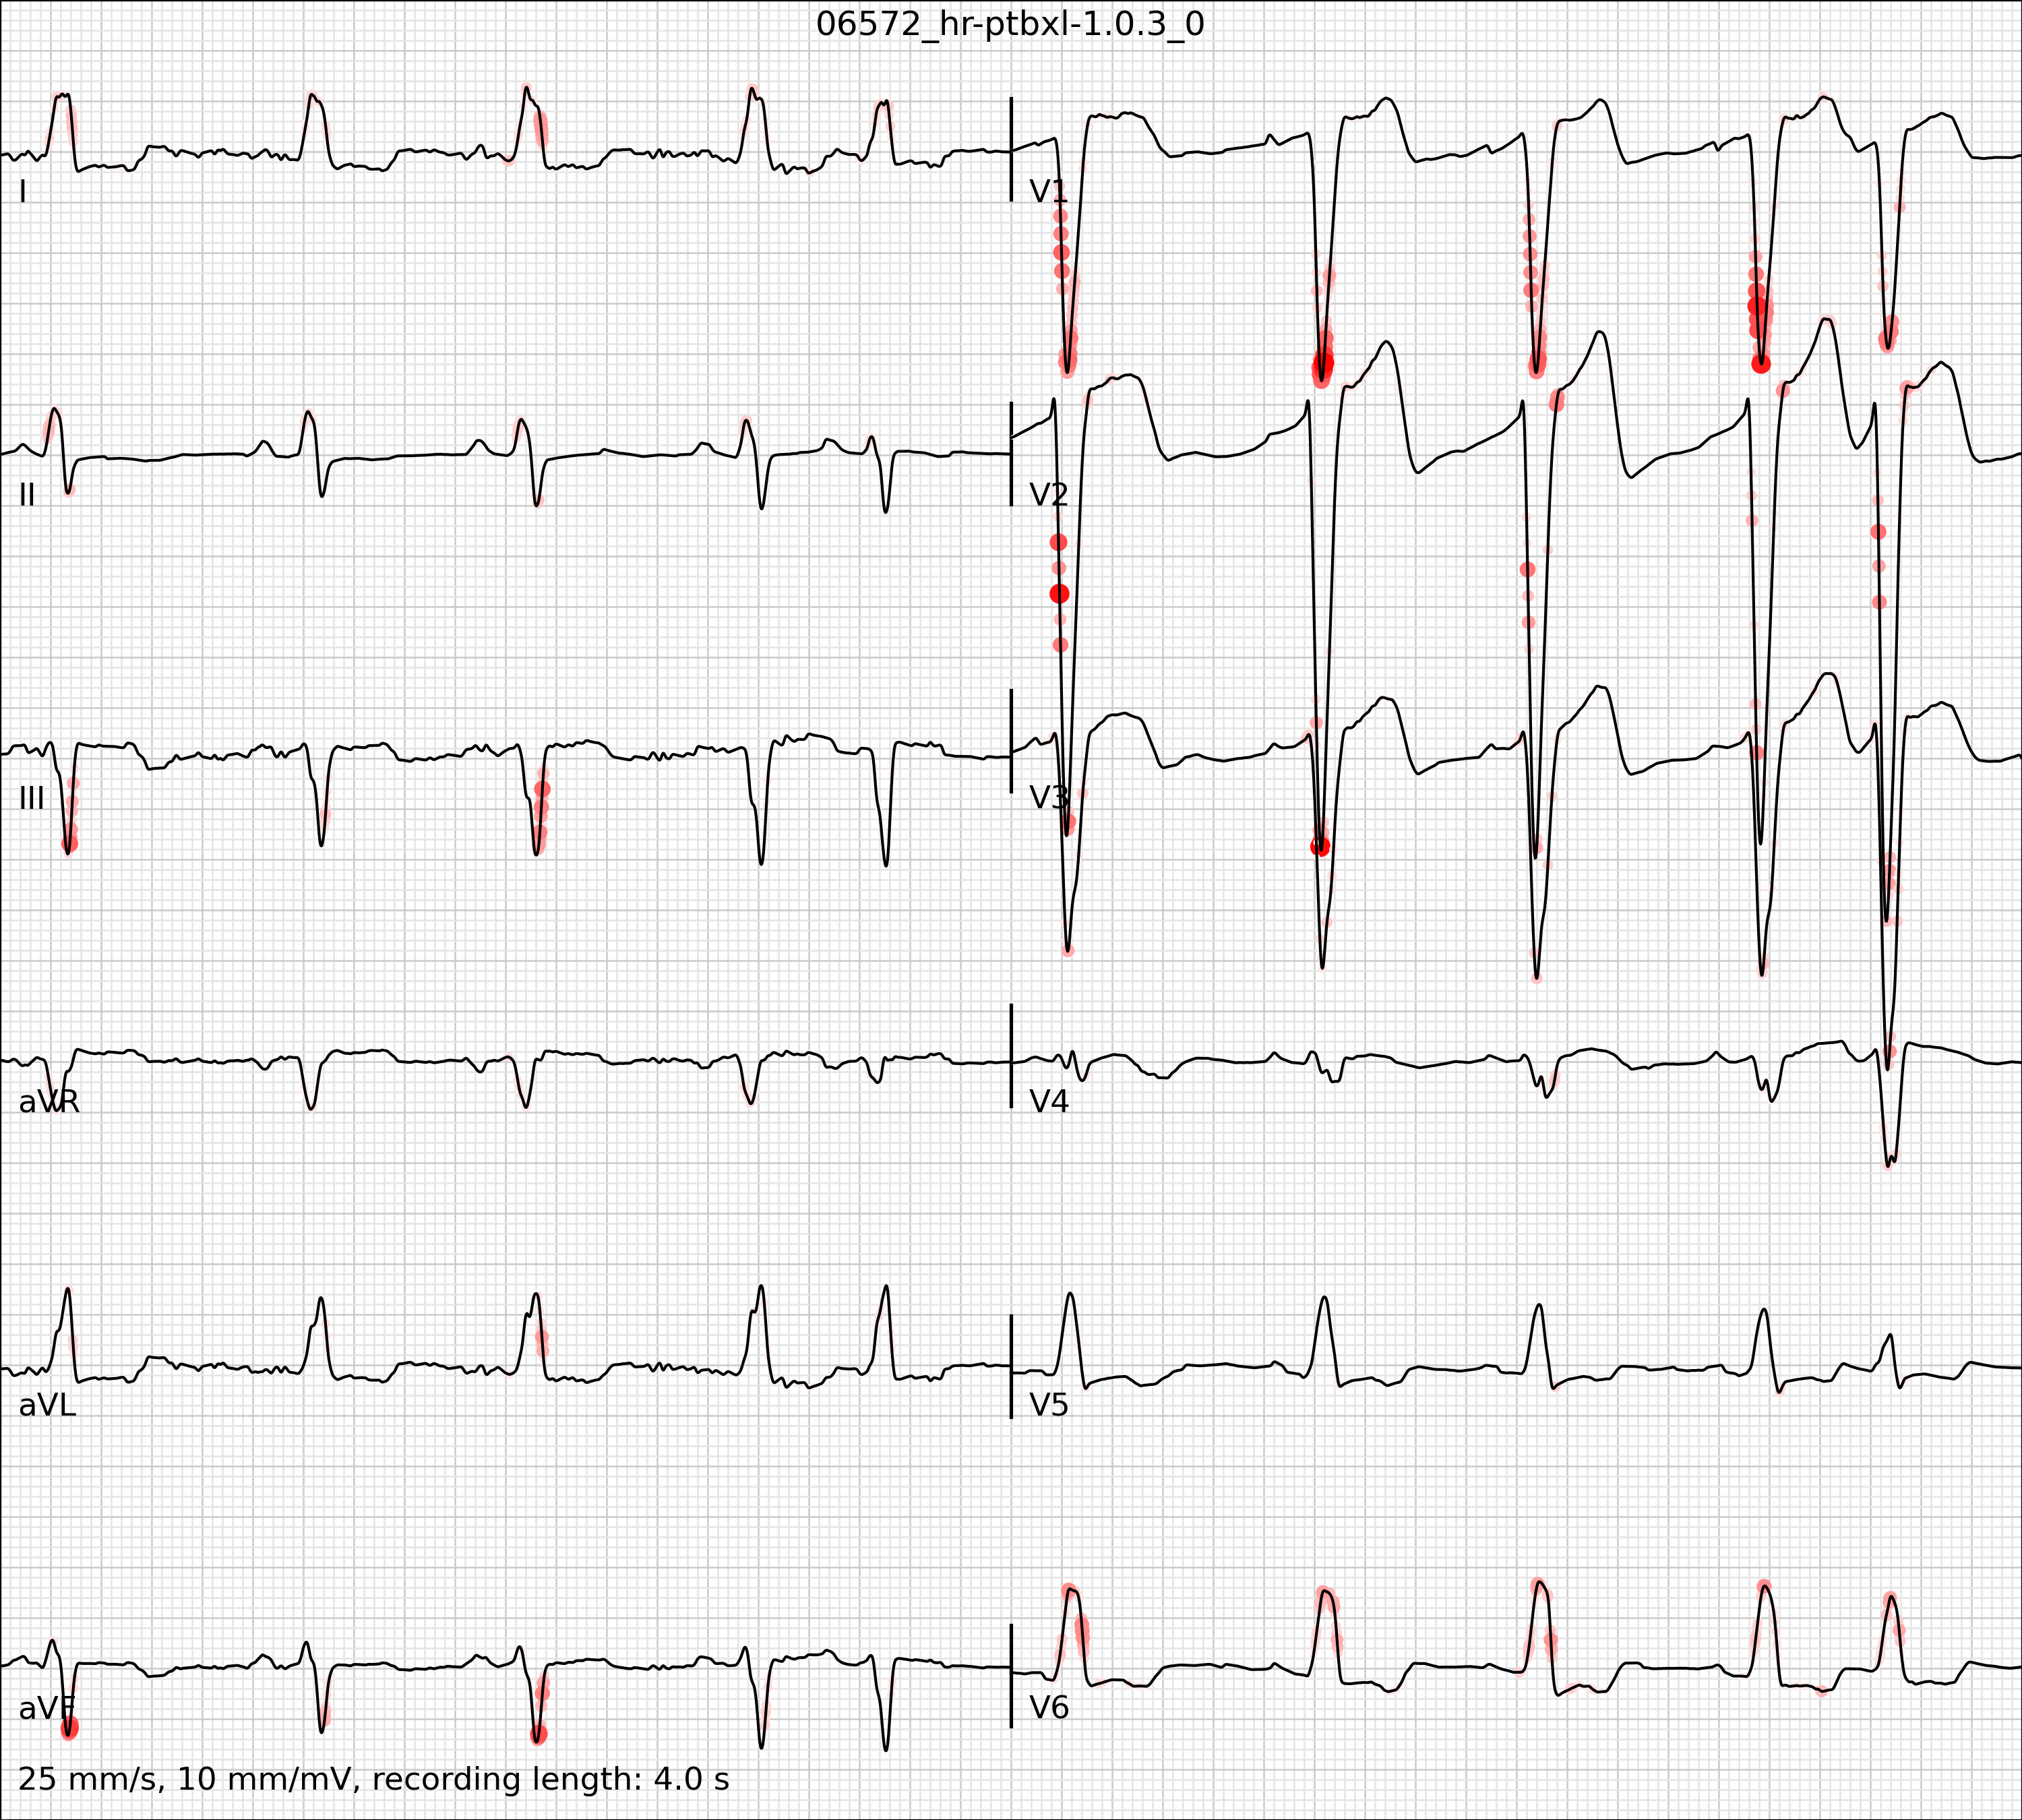 06572_hr-ptbxl-1.0.3_0
I
V1
II
V2
III
V3
aVR
V4
aVL
V5
aVF
V6
25 mm/s, 10 mm/mV, recording length: 4.0 s